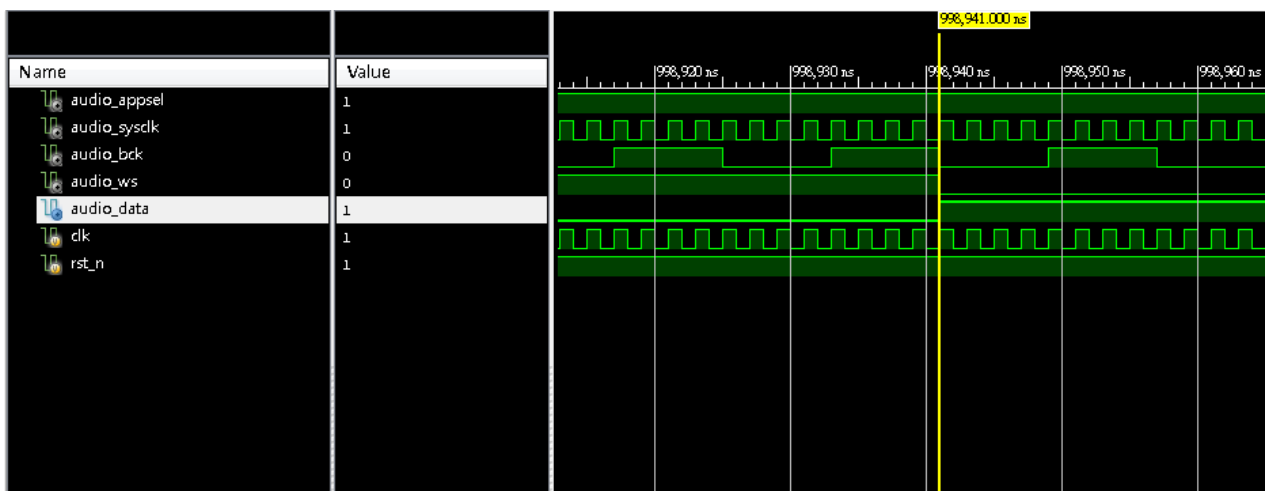 998,941.000 ns
Name Value
998,920 ns 998,930 ns 998,940 ns 998,950 ns 998,960 ns
audio_appsel 1
audio_sysclk 1
audio_bck 0
audio_ws 0
audio_data 1
clk 1
rst_n 1